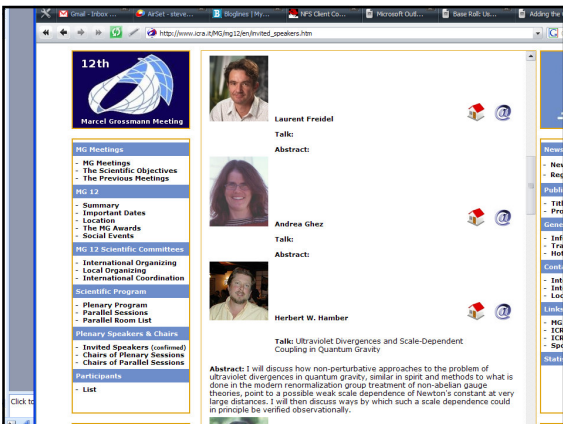 Gmail - Inbox ...
AirSet - steve...
Bloglines | My...
NFS Client Co...
Microsoft Outl...
Base Roll: Us...
Adding the
http://www.icra.it/MG/mg12/en/invited_speakers.htm
12th
Marcel Grossmann Meeting
MG Meetings
- MG Meetings
- The Scientific Objectives
- The Previous Meetings
MG 12
- Summary
- Important Dates
- Location
- The MG Awards
- Social Events
MG 12 Scientific Committees
- International Organizing
- Local Organizing
- International Coordination
Scientific Program
- Plenary Program
- Parallel Sessions
- Parallel Room List
Plenary Speakers & Chairs
- Invited Speakers (confirmed)
- Chairs of Plenary Sessions
- Chairs of Parallel Sessions
Participants
- List
Laurent Freidel
Talk:
Abstract:
Andrea Ghez
Talk:
Abstract:
Herbert W. Hamber
Talk: Ultraviolet Divergences and Scale-Dependent
Coupling in Quantum Gravity
Abstract: I will discuss how non-perturbative approaches to the problem of
ultraviolet divergences in quantum gravity, similar in spirit and methods to what is
done in the modern renormalization group treatment of non-abelian gauge
theories, point to a possible weak scale dependence of Newton's constant at very
large distances. I will then discuss ways by which such a scale dependence could
in principle be verified observationally.
News
- New
- Reg
Publi
- Titl
- Pro
Gene
- Inf
- Tra
- Hot
Conta
- Int
- Int
- Loc
Links
- MG
- ICR
- ICR
- Spo
Stati
Click to